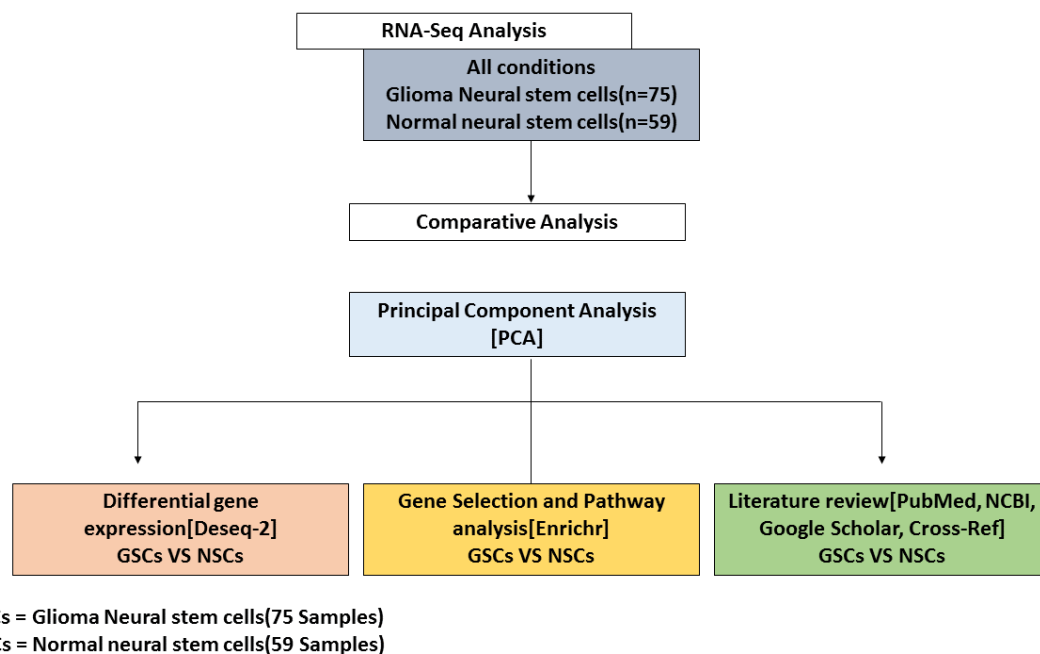 RNA-Seq Analysis
All conditions
Glioma Neural stem cells(n=75)
Normal neural stem cells(n=59)
Comparative Analysis
Principal Component Analysis
[PCA]
Differential gene
expression[Deseq-2]
GSCs VS NSCs
Gene Selection and Pathway
analysis[Enrichr]
GSCs VS NSCs
Literature review[PubMed, NCBI,
Google Scholar, Cross-Ref]
GSCs VS NSCs
s = Glioma Neural stem cells(75 Samples)
s = Normal neural stem cells(59 Samples)